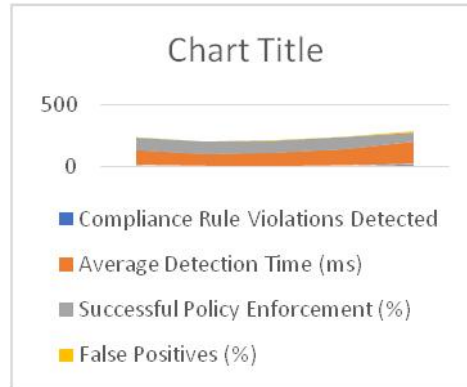 Chart Title
500
0
Compliance Rule Violations Detected
Average Detection Time (ms)
Successful Policy Enforcement (%)
False Positives (%)